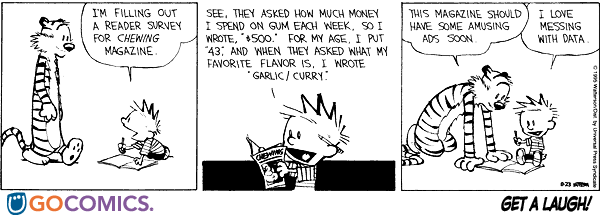 I'M FILLING OUT
A READER SURVEY
FOR CHEWING
MAGAZINE.
SEE, THEY ASKED HOW MUCH MONEY
I SPEND ON GUM EACH WEEK, SO I
WROTE, "$500." FOR MY AGE, I PUT
"43," AND WHEN THEY ASKED WHAT MY
FAVORITE FLAVOR IS, I WROTE
"GARLIC/CURRY."
CHEWING
THIS MAGAZINE SHOULD
HAVE SOME AMUSING
ADS SOON.
I LOVE
MESSING
WITH DATA.
© 1995 Watterson/Dist. by Universal Press Syndicate
8-23 WATTERSON
GOCOMICS.
GET A LAUGH!